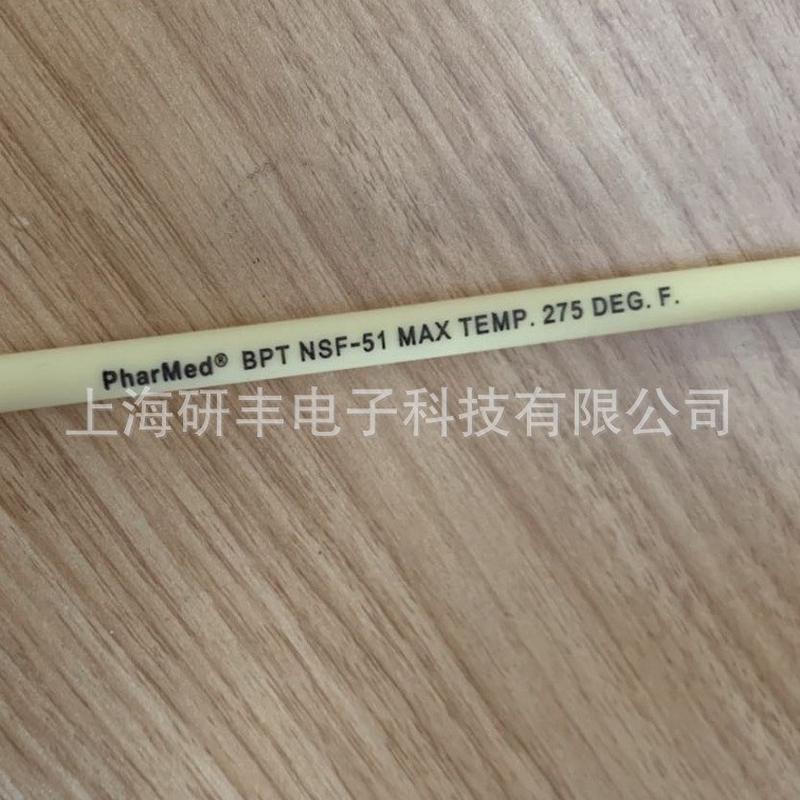 PharMed® BPT NSF-51 MAX TEMP. 275 DEG. F.
上海研丰电子科技有限公司